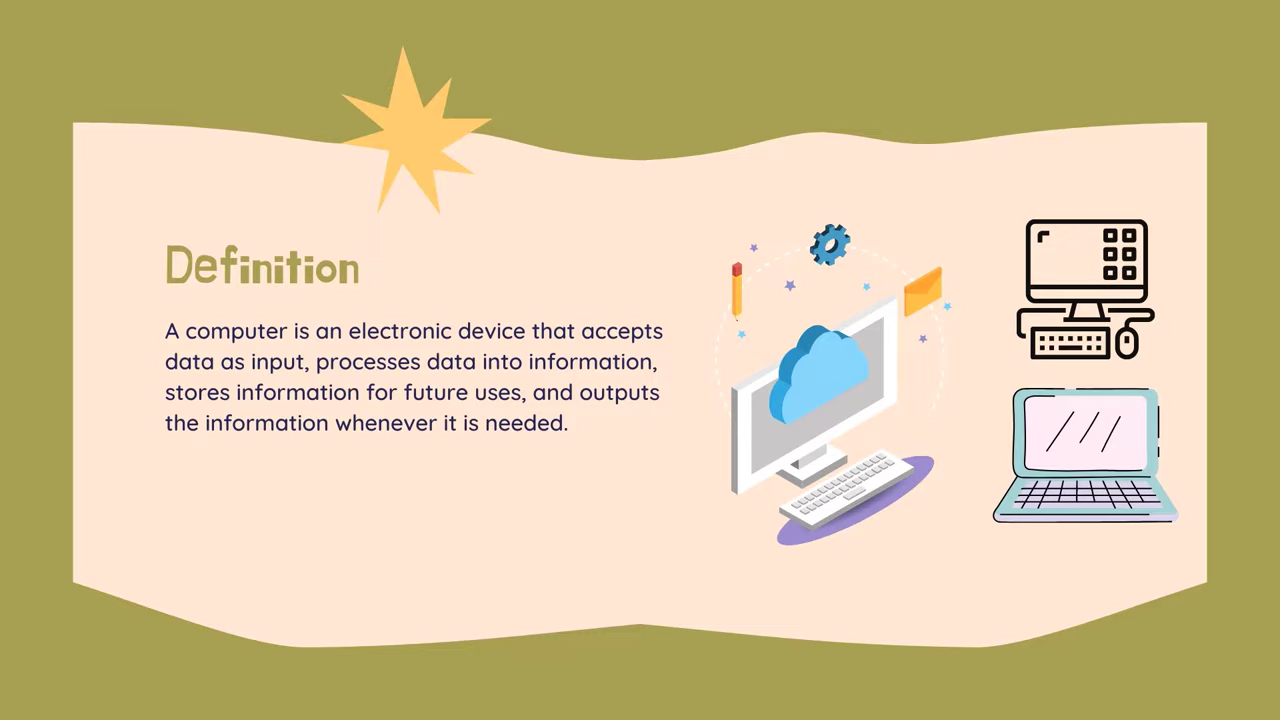 Definition
A computer is an electronic device that accepts
data as input, processes data into information,
stores information for future uses, and outputs
the information whenever it is needed.